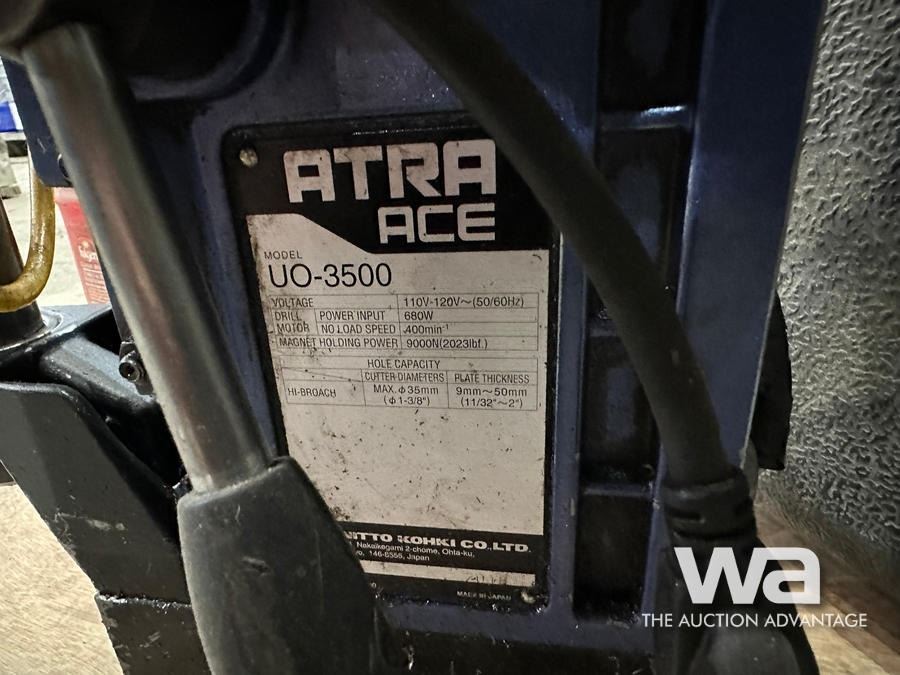 ATRA
ACE
MODEL
UO-3500
VOLTAGE 110V-120V～(50/60Hz)
DRILL MOTOR POWER INPUT 680W
NO LOAD SPEED 400min⁻¹
MAGNET HOLDING POWER 9000N(2023lbf.)
HOLE CAPACITY
CUTTER-DIAMETERS PLATE THICKNESS
HI-BROACH MAX. φ35mm 9mm～50mm
(φ1-3/8") (11/32"～2")
NITTO KOHKI CO.,LTD.
Nakaikegami 2-chome, Ohta-ku,
146-8555, Japan
MADE IN JAPAN
wa
THE AUCTION ADVANTAGE